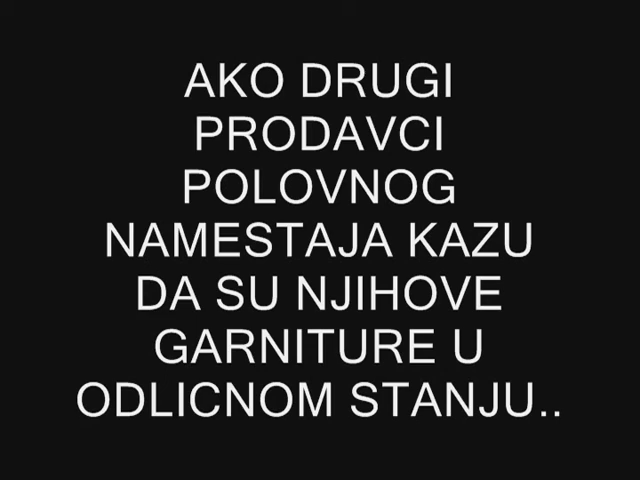 AKO DRUGI
PRODAVCI
POLOVNOG
NAMESTAJA KAZU
DA SU NJIHOVE
GARNITURE U
ODLICNOM STANJU..